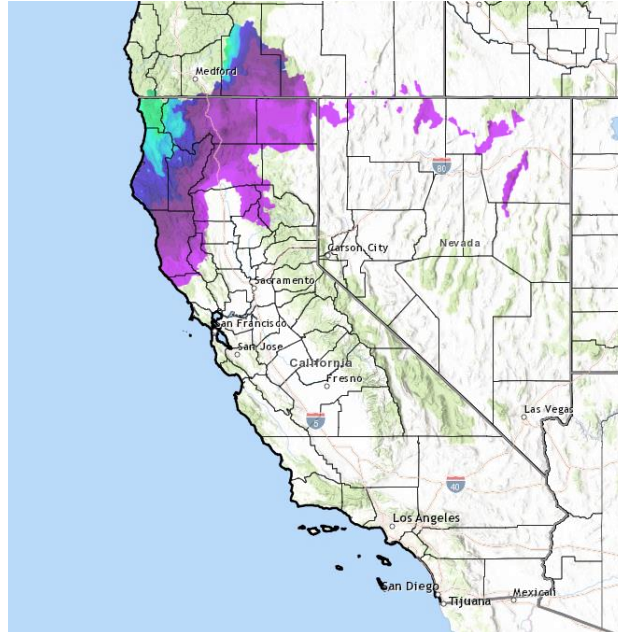 Medford
80
Carson City
Nevada
Sacramento
San Francisco
San Jose
California
Fresno
Las Vegas
5
40
Los Angeles
San Diego
Tijuana
Mexicali